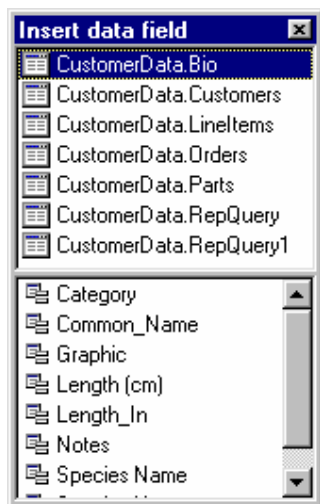 Insert data field
CustomerData.Bio
CustomerData.Customers
CustomerData.LineItems
CustomerData.Orders
CustomerData.Parts
CustomerData.RepQuery
CustomerData.RepQuery1
Category
Common_Name
Graphic
Length (cm)
Length_In
Notes
Species Name